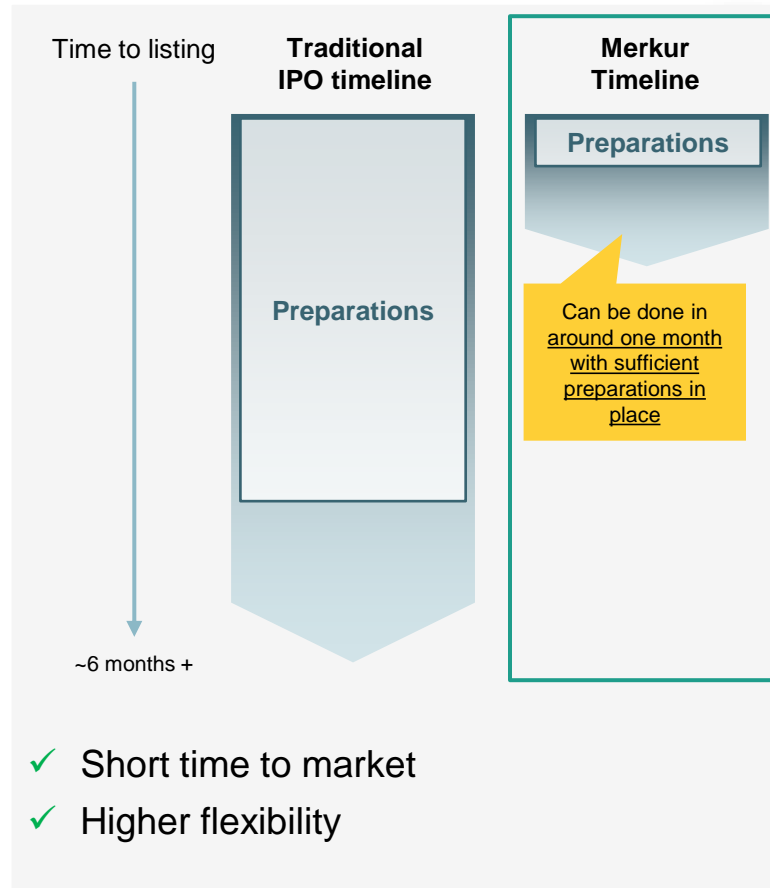 Time to listing
Traditional
IPO timeline
Merkur
Timeline
Preparations
Preparations
Can be done in
around one month
with sufficient
preparations in
place
~6 months +
✓ Short time to market
✓ Higher flexibility